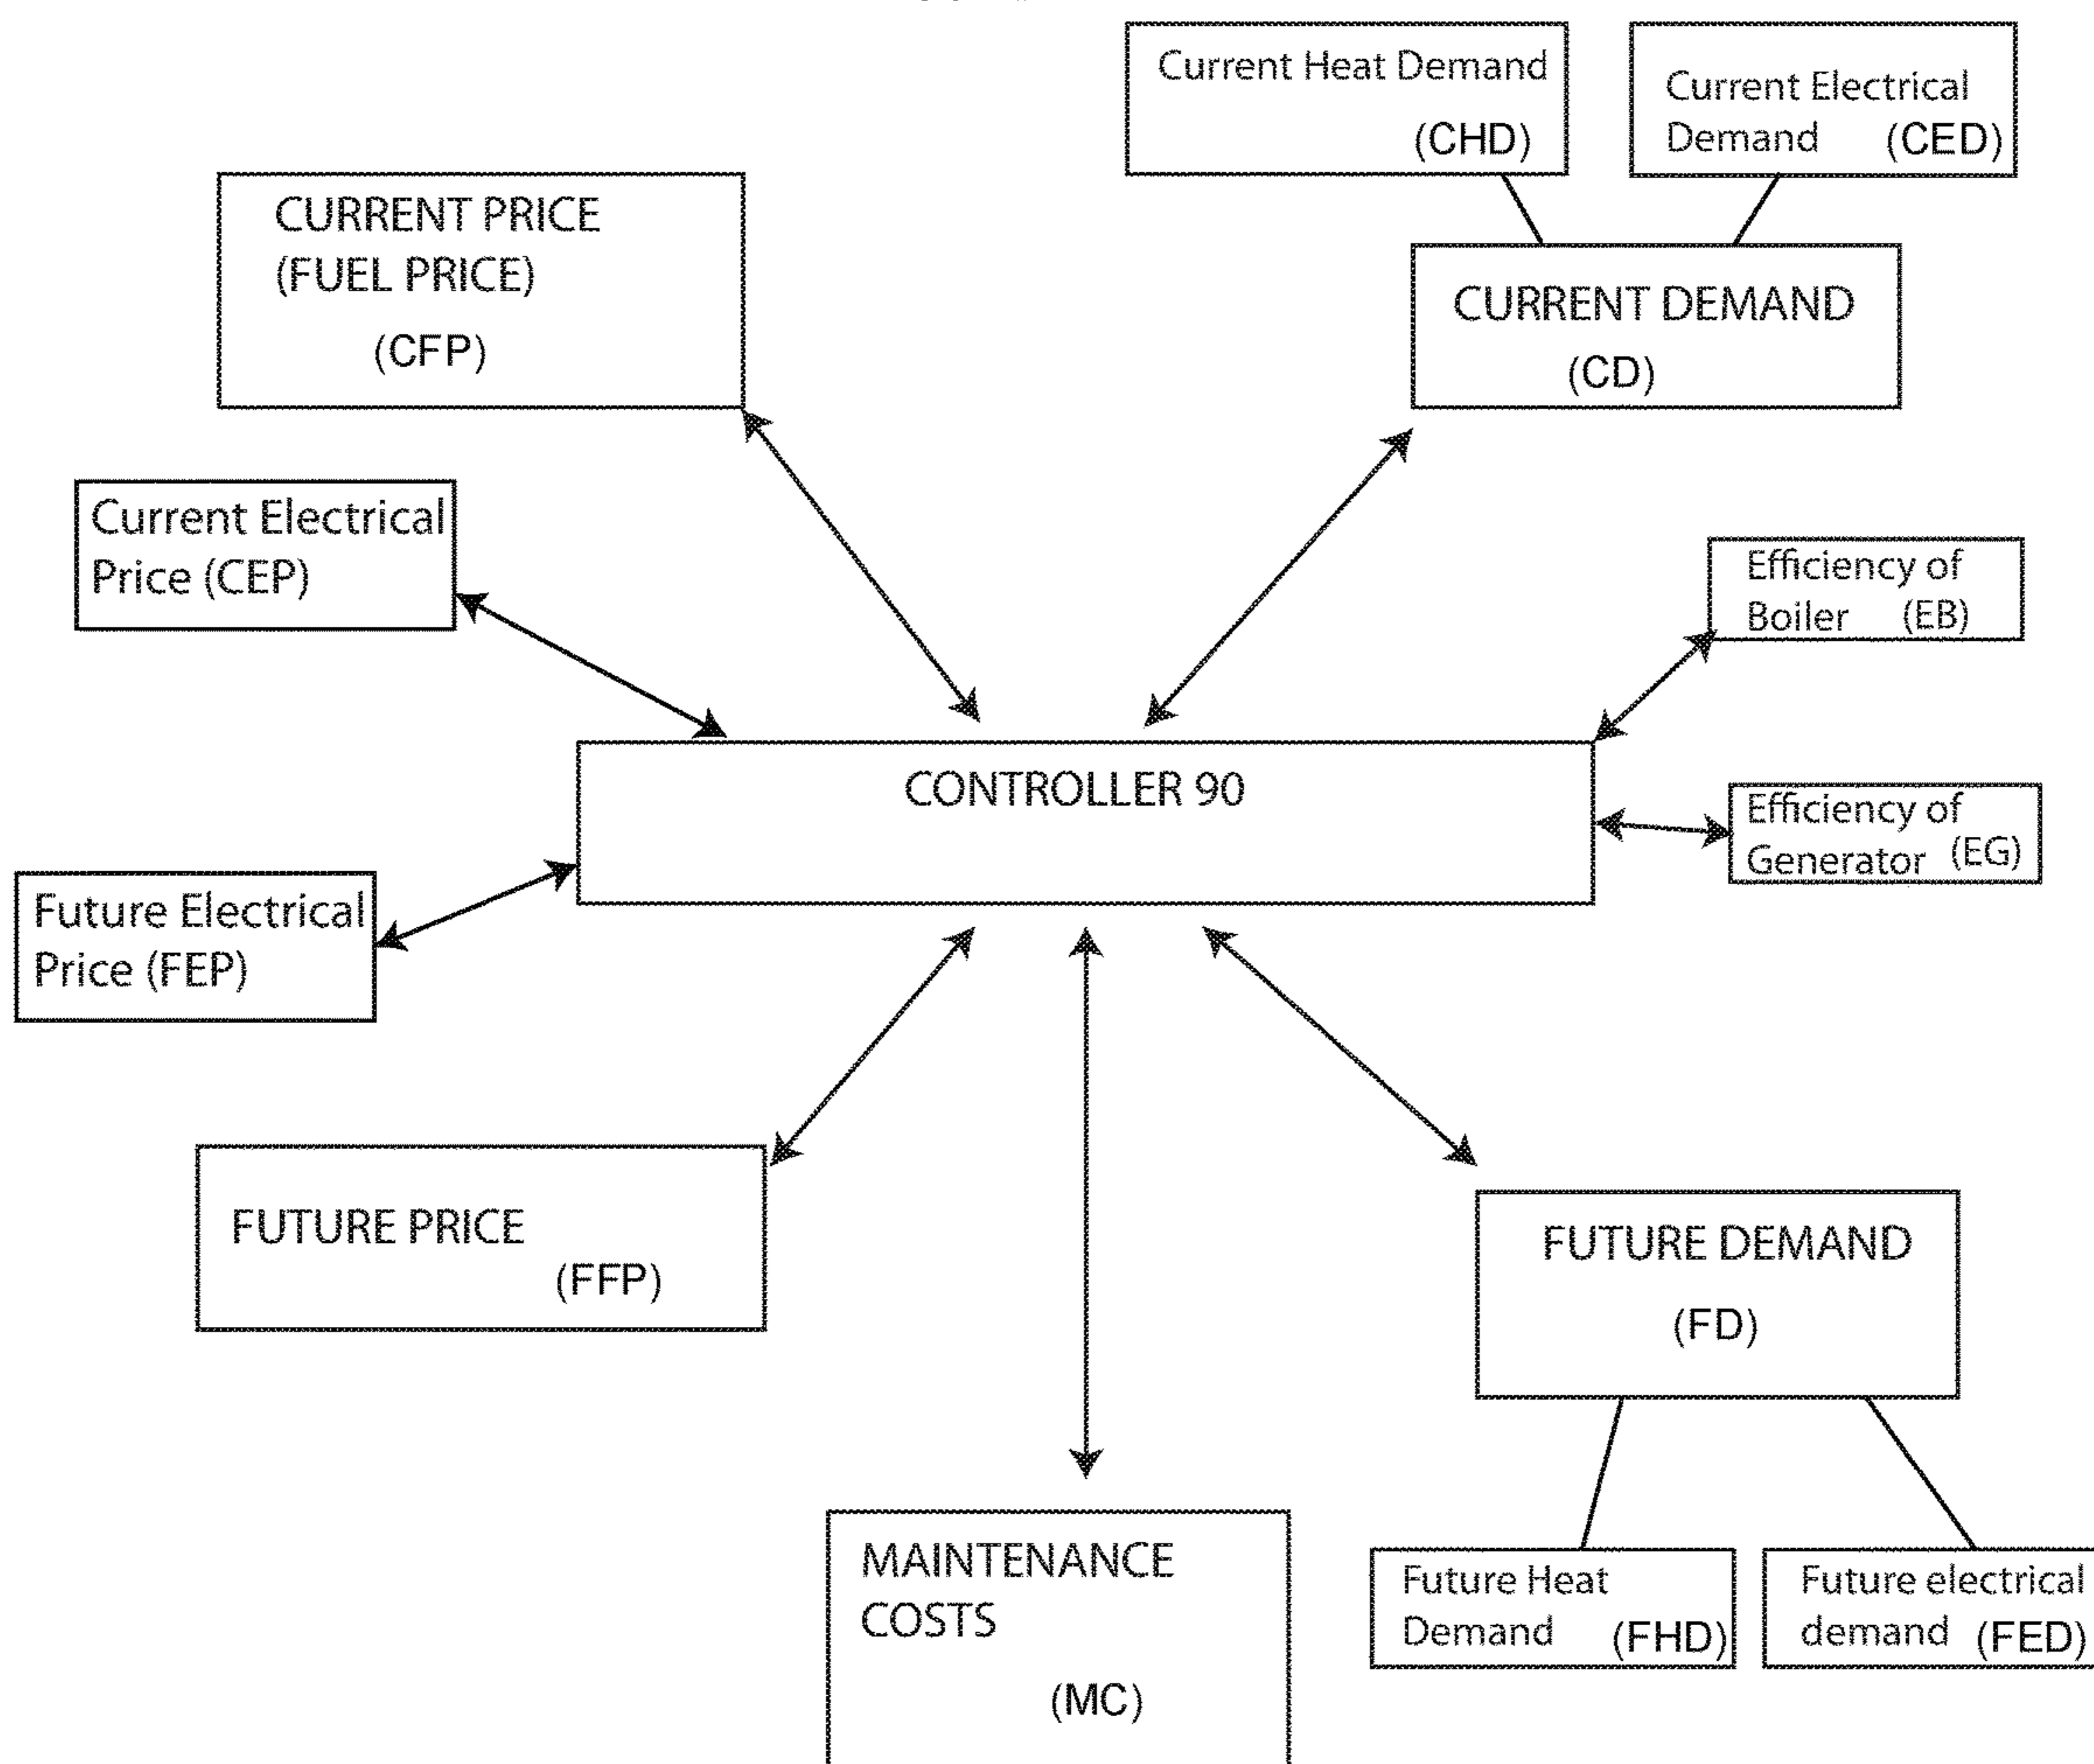 Current Heat Demand
(CHD)
Current Electrical
Demand (CED)
CURRENT PRICE
(FUEL PRICE)
(CFP)
CURRENT DEMAND
(CD)
Current Electrical
Price (CEP)
Efficiency of
Boiler (EB)
CONTROLLER 90
Efficiency of
Generator (EG)
Future Electrical
Price (FEP)
FUTURE PRICE
(FFP)
FUTURE DEMAND
(FD)
MAINTENANCE
COSTS
(MC)
Future Heat
Demand (FHD)
Future electrical
demand (FED)